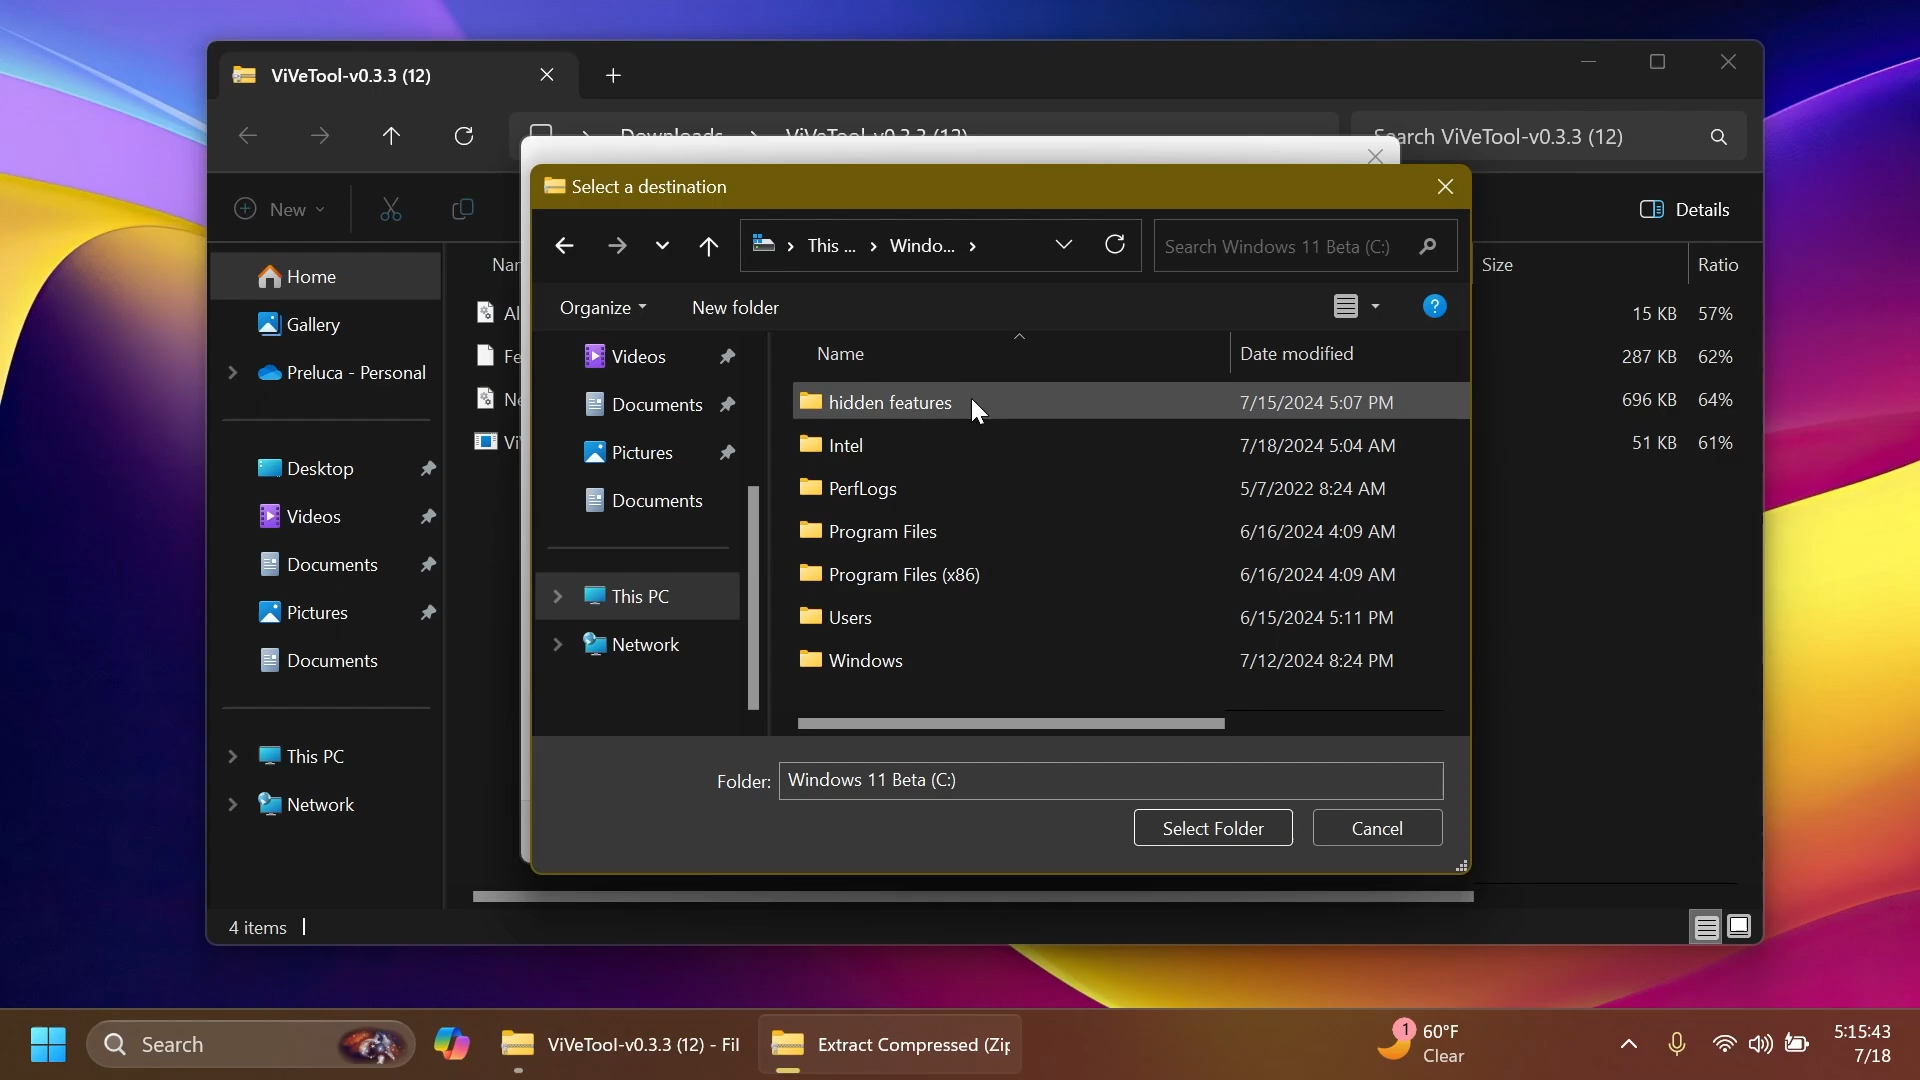 ViVeTool-v0.3.3 (12)
Downloads > ViVeTool-v0.3.3 (12)
Search ViVeTool-v0.3.3 (12)
New
Details
Select a destination
This ... > Windo... >
Search Windows 11 Beta (C:)
Organize
New folder
?
Home
Gallery
Preluca - Personal
Desktop
Videos
Documents
Pictures
Documents
This PC
Network
Size Ratio
15 KB 57%
287 KB 62%
696 KB 64%
51 KB 61%
Videos
Documents
Pictures
Documents
This PC
Network
Name Date modified
hidden features 7/15/2024 5:07 PM
Intel 7/18/2024 5:04 AM
PerfLogs 5/7/2022 8:24 AM
Program Files 6/16/2024 4:09 AM
Program Files (x86) 6/16/2024 4:09 AM
Users 6/15/2024 5:11 PM
Windows 7/12/2024 8:24 PM
Folder: Windows 11 Beta (C:)
Select Folder Cancel
4 items
Search
ViVeTool-v0.3.3 (12) - Fil
Extract Compressed (Zip
1
60°F
Clear
5:15:43
7/18